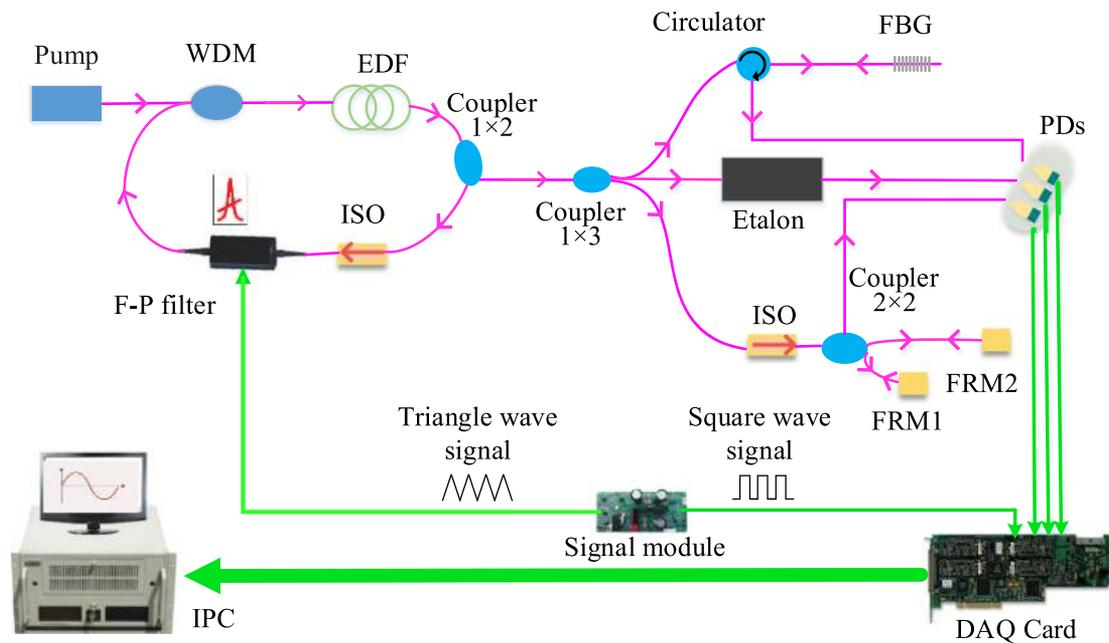 Pump
WDM
EDF
Coupler
1×2
Circulator
FBG
PDs
ISO
F-P filter
Coupler
1×3
Etalon
Coupler
2×2
ISO
FRM2
FRM1
Triangle wave
signal
Square wave
signal
Signal module
IPC
DAQ Card